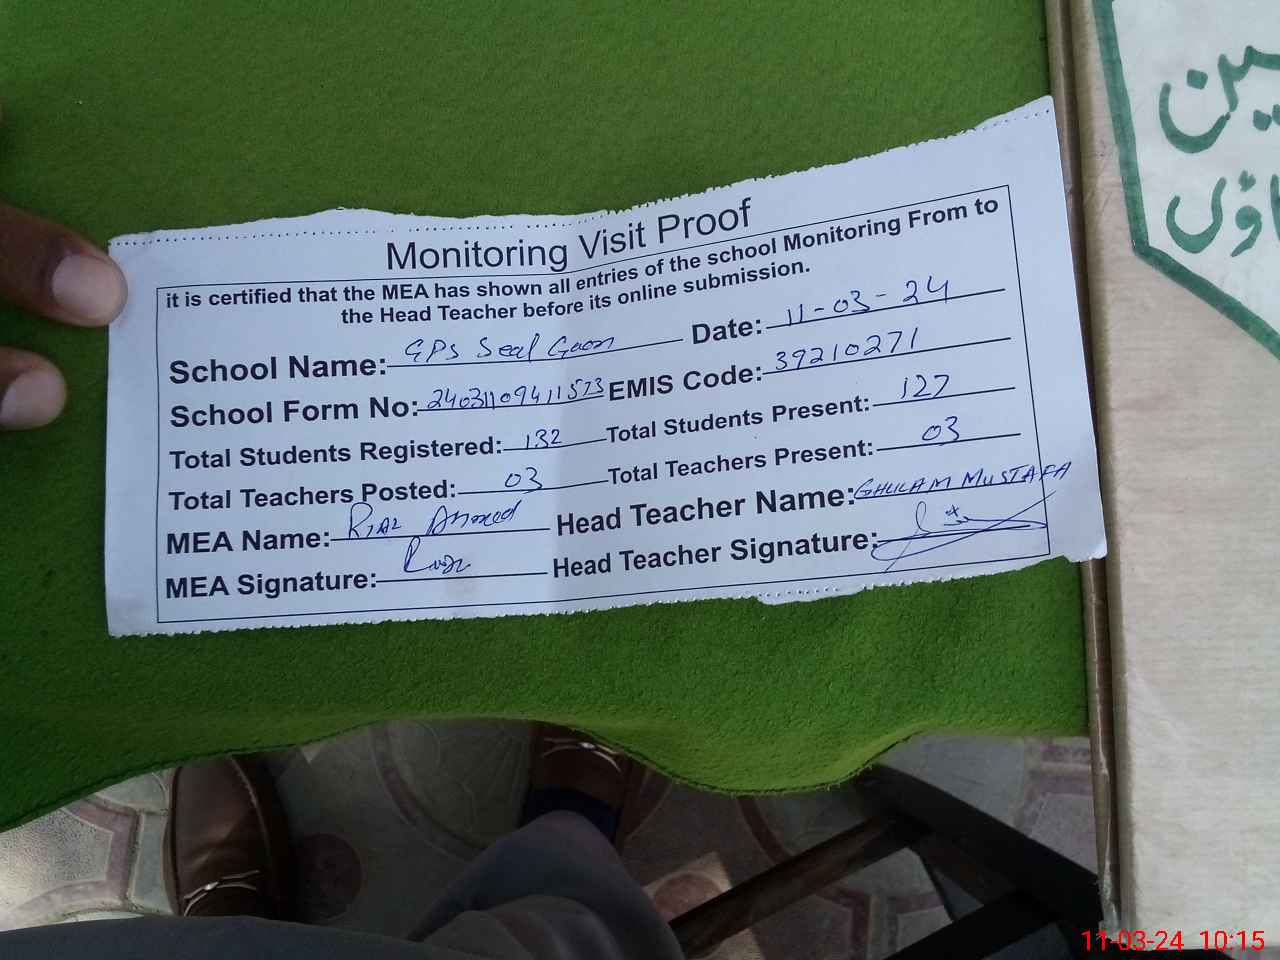 Monitoring Visit Proof
it is certified that the MEA has shown all entries of the school Monitoring From to
the Head Teacher before its online submission.
School Name: GPS Seal Gaon Date: 11-03-24
School Form No: 24031109411573 EMIS Code: 39210271
Total Students Registered: 132 Total Students Present: 127
Total Teachers Posted: 03 Total Teachers Present: 03
MEA Name: Riaz Ahmed Head Teacher Name: GHULAM MUSTAFA
MEA Signature: Head Teacher Signature:
11-03-24 10:15